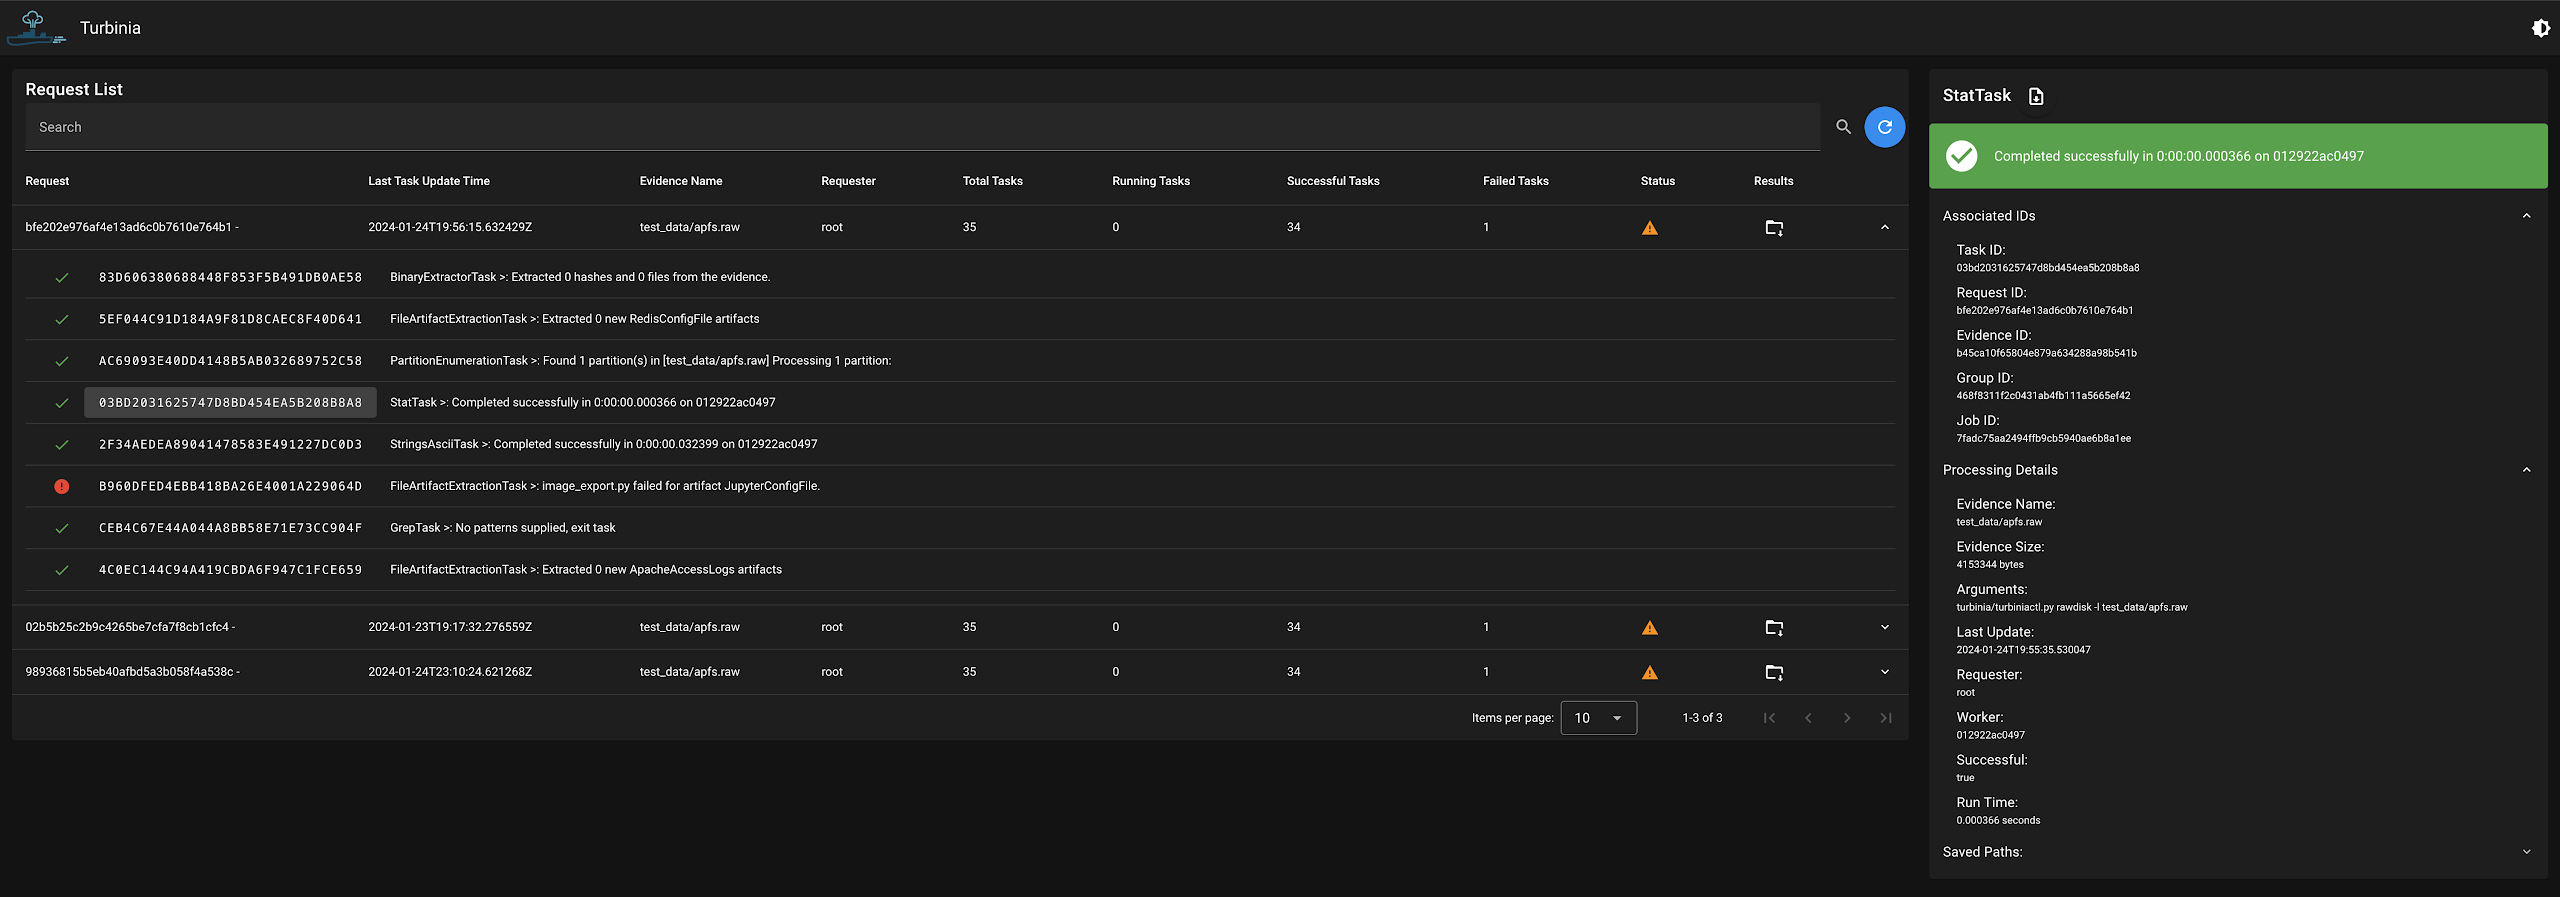 Turbinia
Request List
Search
Request Last Task Update Time Evidence Name Requester Total Tasks Running Tasks Successful Tasks Failed Tasks Status Results
bfe202e976af4e13ad6c0b7610e764b1 - 2024-01-24T19:56:15.632429Z test_data/apfs.raw root 35 0 34 1
83D606380688448F853F5B491DB0AE58 BinaryExtractorTask >: Extracted 0 hashes and 0 files from the evidence.
5EF044C91D184A9F81D8CAEC8F40D641 FileArtifactExtractionTask >: Extracted 0 new RedisConfigFile artifacts
AC69093E40DD4148B5AB032689752C58 PartitionEnumerationTask >: Found 1 partition(s) in [test_data/apfs.raw] Processing 1 partition:
03BD2031625747D8BD454EA5B208B8A8 StatTask >: Completed successfully in 0:00:00.000366 on 012922ac0497
2F34AEDEA89041478583E491227DC0D3 StringsAsciiTask >: Completed successfully in 0:00:00.032399 on 012922ac0497
B960DFED4EBB418BA26E4001A229064D FileArtifactExtractionTask >: image_export.py failed for artifact JupyterConfigFile.
CEB4C67E44A044A8BB58E71E73CC904F GrepTask >: No patterns supplied, exit task
4C0EC144C94A419CBDA6F947C1FCE659 FileArtifactExtractionTask >: Extracted 0 new ApacheAccessLogs artifacts
02b5b25c2b9c4265be7cfa7f8cb1cfc4 - 2024-01-23T19:17:32.276559Z test_data/apfs.raw root 35 0 34 1
98936815b5eb40afbd5a3b058f4a538c - 2024-01-24T23:10:24.621268Z test_data/apfs.raw root 35 0 34 1
Items per page: 10 1-3 of 3
StatTask
Completed successfully in 0:00:00.000366 on 012922ac0497
Associated IDs
Task ID:
03bd2031625747d8bd454ea5b208b8a8
Request ID:
bfe202e976af4e13ad6c0b7610e764b1
Evidence ID:
b45ca10f65804e879a634288a98b541b
Group ID:
468f8311f2c0431ab4fb111a5665ef42
Job ID:
7fadc75aa2494ffb9cb5940ae6b8a1ee
Processing Details
Evidence Name:
test_data/apfs.raw
Evidence Size:
4153344 bytes
Arguments:
turbinia/turbiniactl.py rawdisk -l test_data/apfs.raw
Last Update:
2024-01-24T19:55:35.530047
Requester:
root
Worker:
012922ac0497
Successful:
true
Run Time:
0.000366 seconds
Saved Paths: